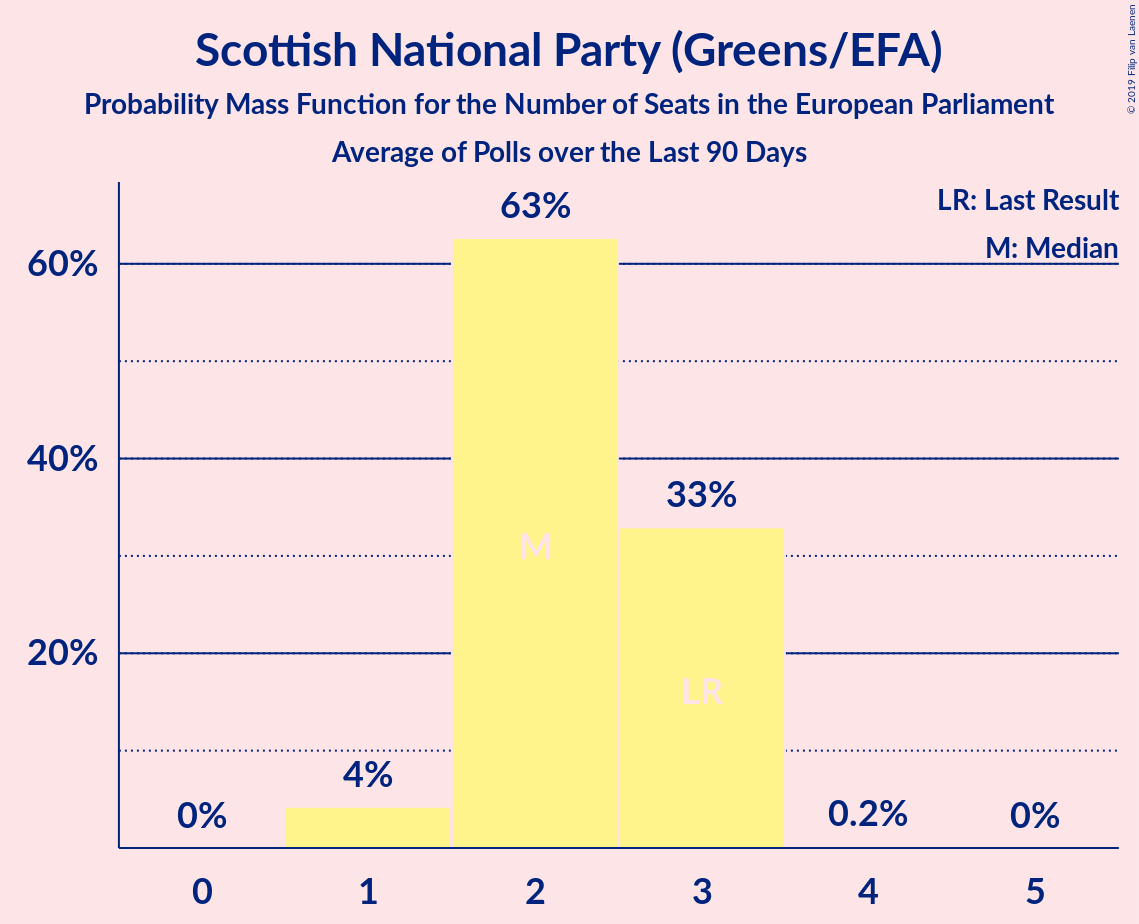 Scottish National Party (Greens/EFA)
Probability Mass Function for the Number of Seats in the European Parliament
Average of Polls over the Last 90 Days
© 2019 Filip van Laenen
LR: Last Result
M: Median
63%
60%
40%
33%
M
20%
LR
4%
0%
0.2%
0%
0 1 2 3 4 5